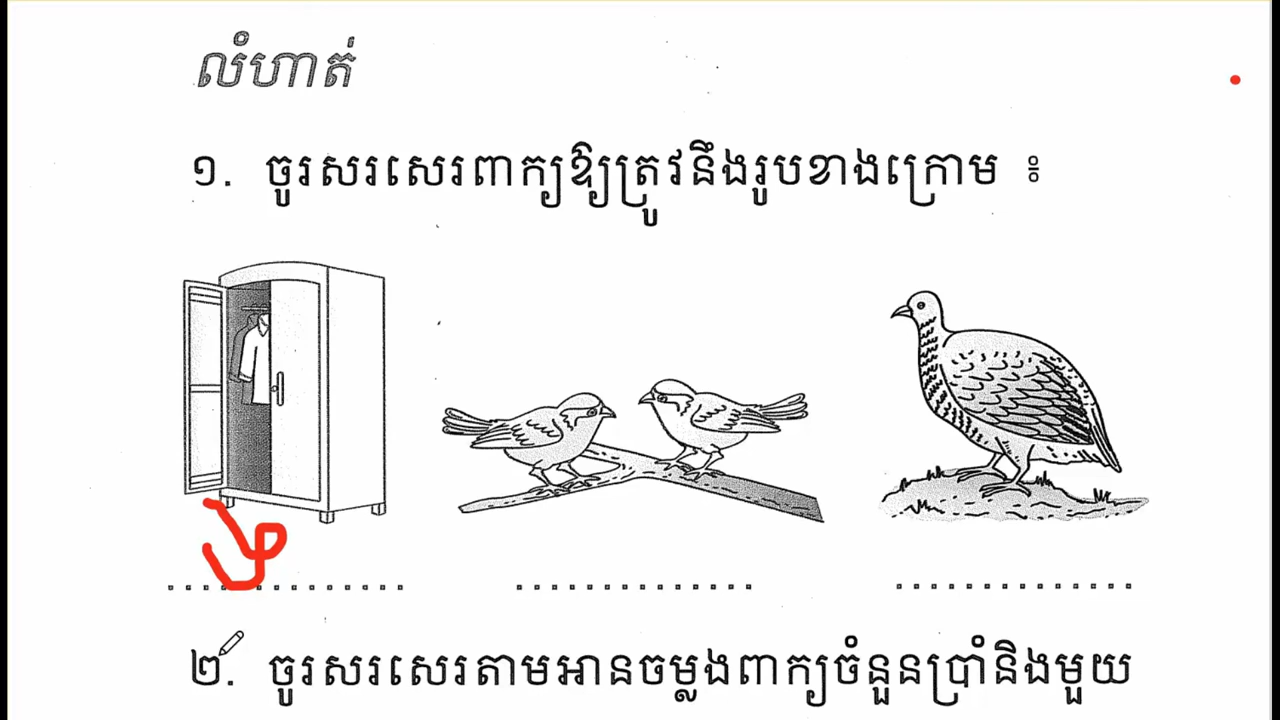 លំហាត់
១. ចូរសរសេរពាក្យឱ្យត្រូវនឹងរូបខាងក្រោម ៖
២. ចូរសរសេរតាមអានចម្លងពាក្យចំនួនប្រាំនិងមួយ